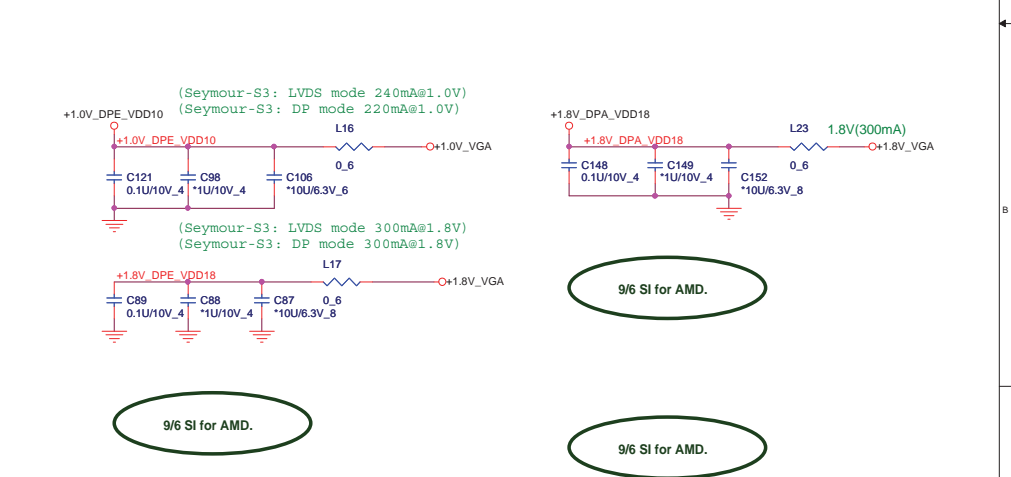 (Seymour-S3: LVDS mode 240mA@1.0V)
(Seymour-S3: DP mode 220mA@1.0V)
+1.0V_DPE_VDD10
+1.0V_DPE_VDD10
L16
+1.0V_VGA
0_6
C121
0.1U/10V_4
C98
*1U/10V_4
C106
*10U/6.3V_6
(Seymour-S3: LVDS mode 300mA@1.8V)
(Seymour-S3: DP mode 300mA@1.8V)
+1.8V_DPE_VDD18
L17
+1.8V_VGA
0_6
C89
0.1U/10V_4
C88
*1U/10V_4
C87
*10U/6.3V_8
9/6 SI for AMD.
+1.8V_DPA_VDD18
+1.8V_DPA_VDD18
L23
1.8V(300mA)
+1.8V_VGA
0_6
C148
0.1U/10V_4
C149
*1U/10V_4
C152
*10U/6.3V_8
9/6 SI for AMD.
9/6 SI for AMD.
B